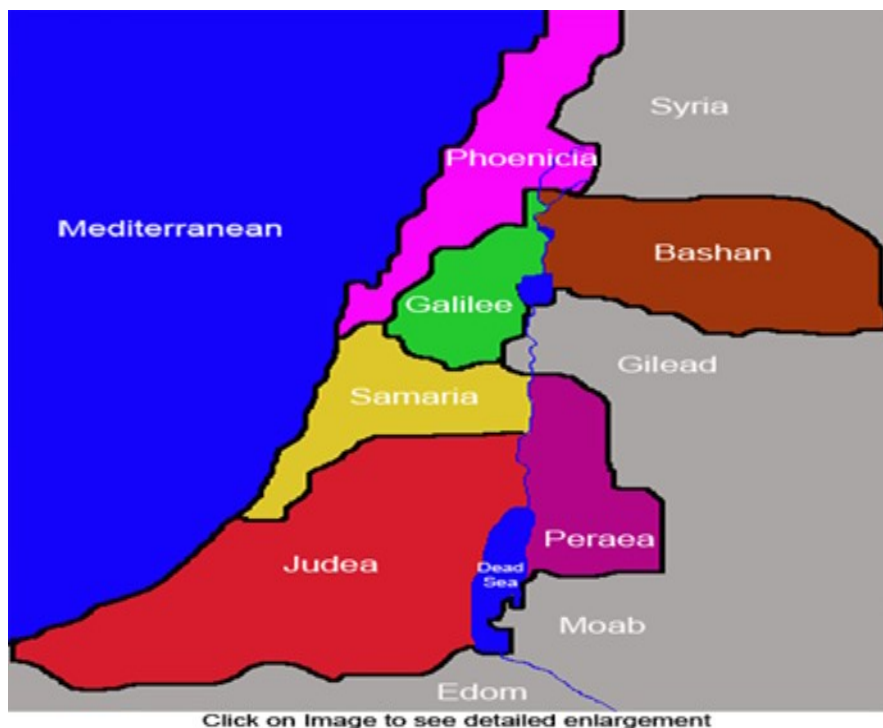 Syria
Phoenicia
Mediterranean
Bashan
Galilee
Gilead
Samaria
Peraea
Judea
Dead
Sea
Moab
Edom
Click on Image to see detailed enlargement